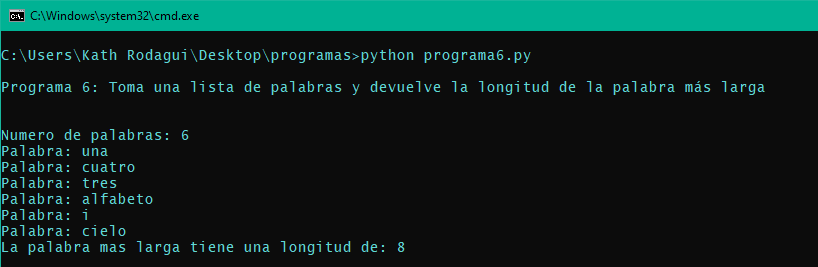 C:\Windows\system32\cmd.exe
C:\Users\Kath Rodagui\Desktop\programas>python programa6.py
Programa 6: Toma una lista de palabras y devuelve la longitud de la palabra más larga
Numero de palabras: 6
Palabra: una
Palabra: cuatro
Palabra: tres
Palabra: alfabeto
Palabra: i
Palabra: cielo
La palabra mas larga tiene una longitud de: 8